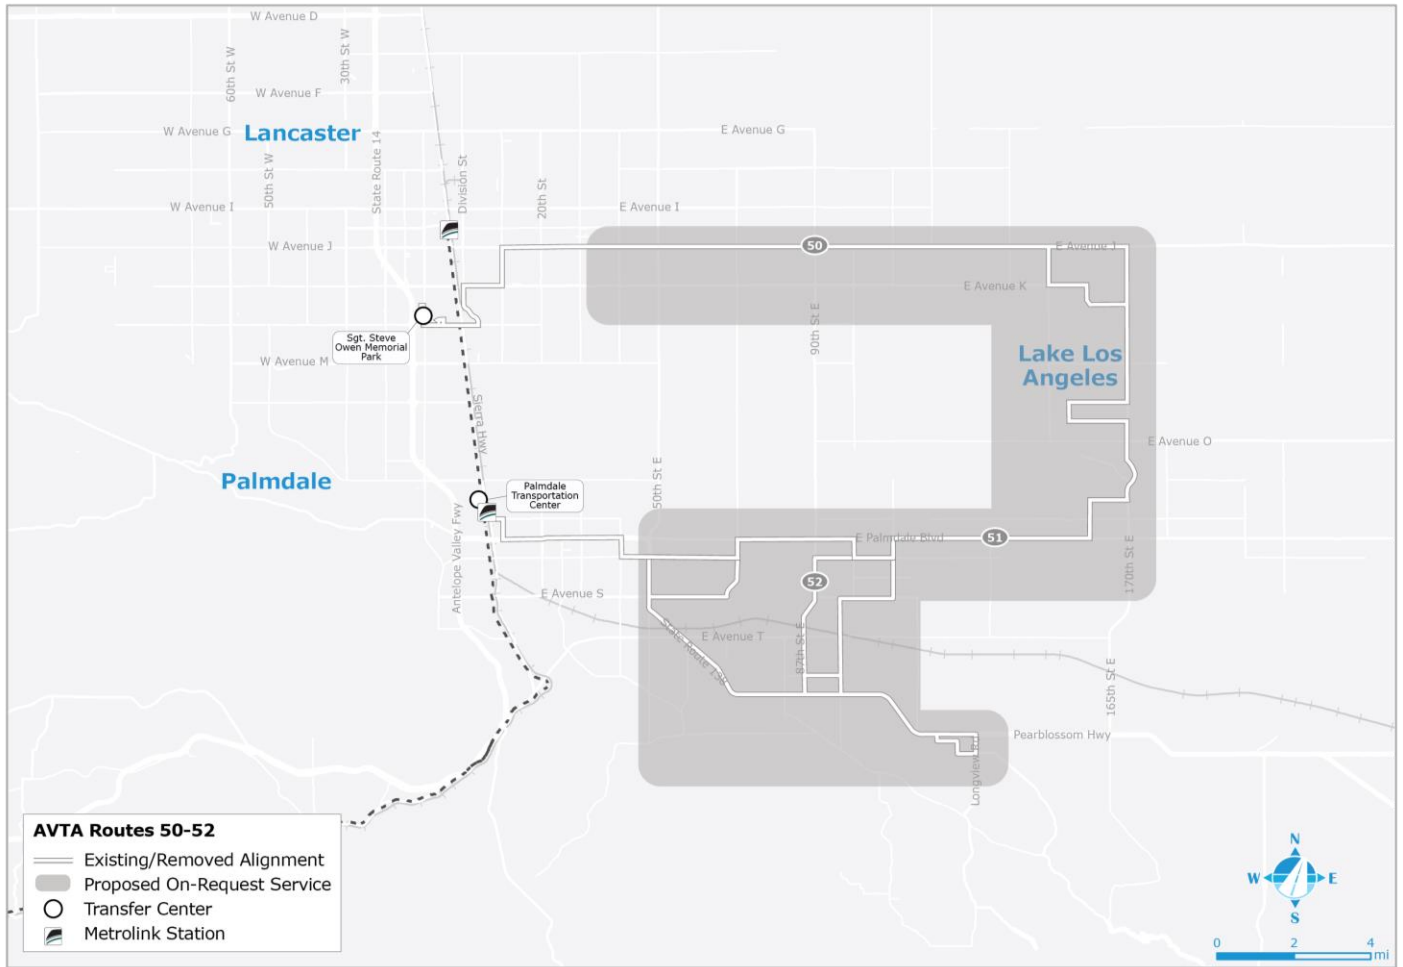 W Avenue D
60th St W
30th St W
W Avenue F
W Avenue G
Lancaster
State Route 14
E Avenue G
50th St W
Division St
20th St
W Avenue I
E Avenue I
W Avenue J
50
E Avenue J
E Avenue K
Sgt. Steve
Owen Memorial
Park
90th St E
W Avenue M
Lake Los
Angeles
Sierra Hwy
E Avenue O
Palmdale
50th St E
Palmdale
Transportation
Center
Antelope Valley Fwy
E Palmdale Blvd
51
52
170th St E
E Avenue S
State Route 138
E Avenue T
87th St E
165th St E
Pearblossom Hwy
Longview Rd
AVTA Routes 50-52
Existing/Removed Alignment
Proposed On-Request Service
Transfer Center
Metrolink Station
N
W E
S
0 2 4
mi